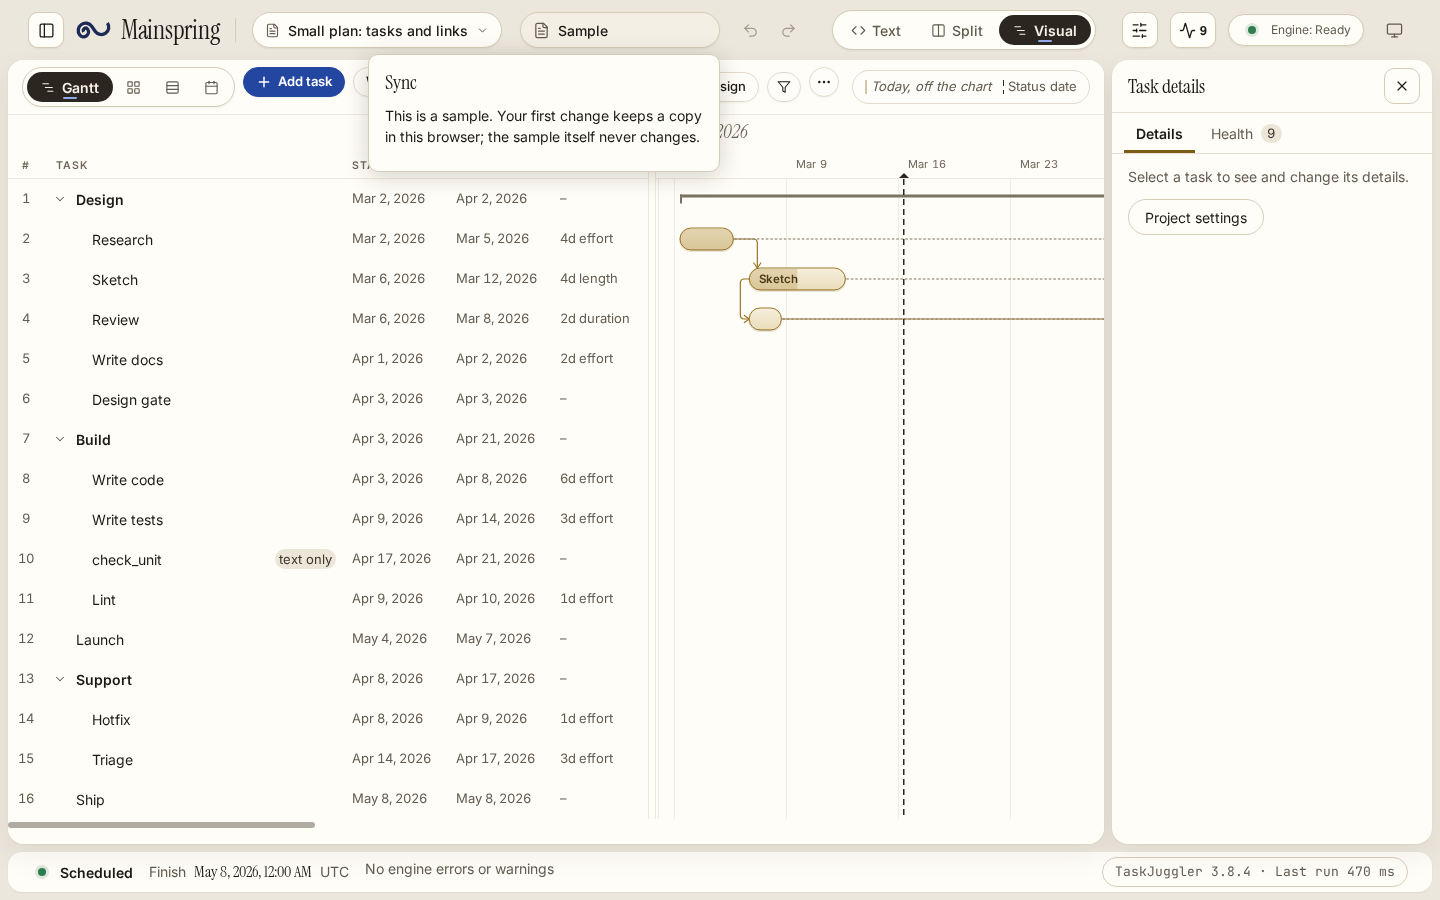 Mainspring
Small plan: tasks and links
Sample
Text
Split
Visual
9
Engine: Ready
Gantt
Add task
Today, off the chart
Status date
Sync
This is a sample. Your first change keeps a copy
in this browser; the sample itself never changes.
2026
# TASK
Mar 9 Mar 16 Mar 23
1 Design Mar 2, 2026 Apr 2, 2026 –
2 Research Mar 2, 2026 Mar 5, 2026 4d effort
3 Sketch Mar 6, 2026 Mar 12, 2026 4d length
Sketch
4 Review Mar 6, 2026 Mar 8, 2026 2d duration
5 Write docs Apr 1, 2026 Apr 2, 2026 2d effort
6 Design gate Apr 3, 2026 Apr 3, 2026 –
7 Build Apr 3, 2026 Apr 21, 2026 –
8 Write code Apr 3, 2026 Apr 8, 2026 6d effort
9 Write tests Apr 9, 2026 Apr 14, 2026 3d effort
10 check_unit text only Apr 17, 2026 Apr 21, 2026 –
11 Lint Apr 9, 2026 Apr 10, 2026 1d effort
12 Launch May 4, 2026 May 7, 2026 –
13 Support Apr 8, 2026 Apr 17, 2026 –
14 Hotfix Apr 8, 2026 Apr 9, 2026 1d effort
15 Triage Apr 14, 2026 Apr 17, 2026 3d effort
16 Ship May 8, 2026 May 8, 2026 –
Task details
Details
Health 9
Select a task to see and change its details.
Project settings
Scheduled Finish May 8, 2026, 12:00 AM UTC No engine errors or warnings
TaskJuggler 3.8.4 · Last run 470 ms